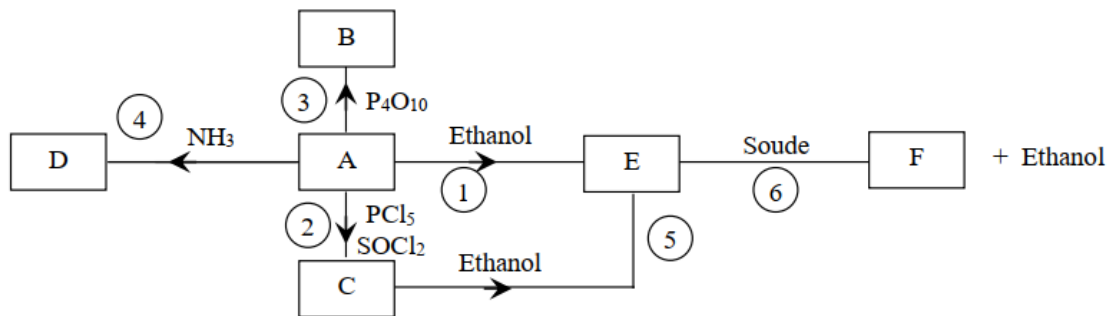 B
3 P₄O₁₀
4 NH₃ Ethanol Soude
D A E F + Ethanol
1 6
2 PCl₅
SOCl₂ 5
Ethanol
C